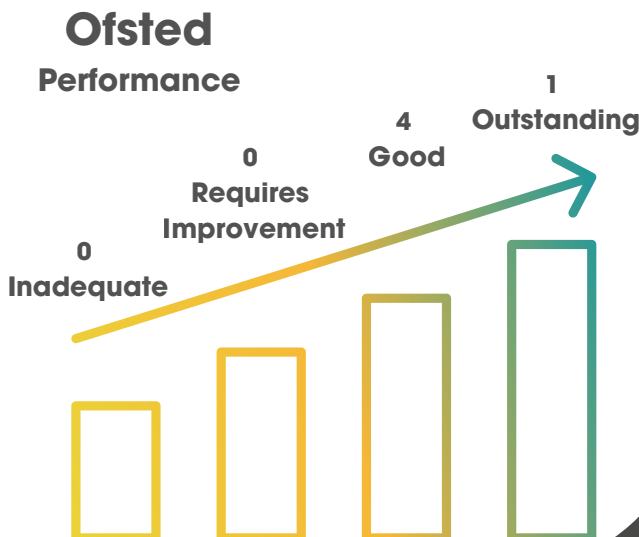 Ofsted
Performance
0
Inadequate
0
Requires
Improvement
4
Good
1
Outstanding